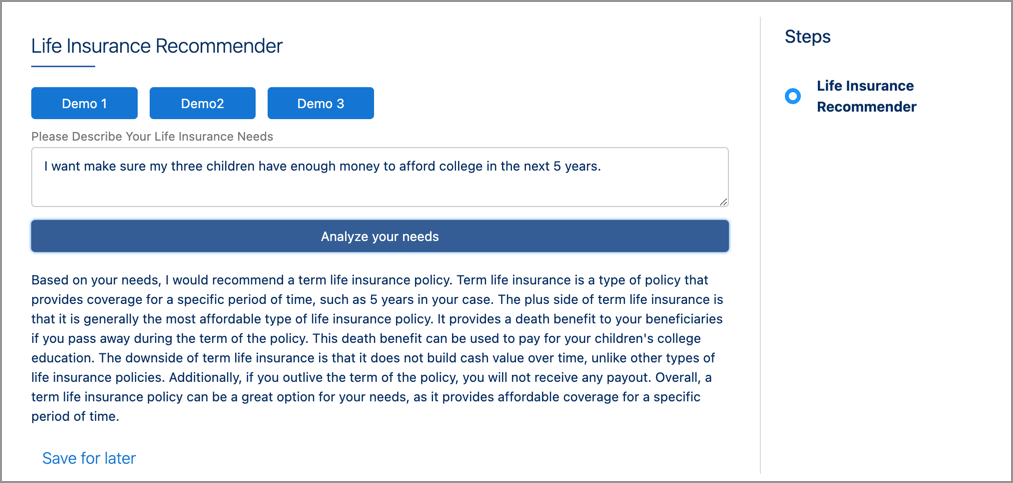 Life Insurance Recommender
Demo 1
Demo2
Demo 3
Please Describe Your Life Insurance Needs
I want make sure my three children have enough money to afford college in the next 5 years.
Analyze your needs
Based on your needs, I would recommend a term life insurance policy. Term life insurance is a type of policy that
provides coverage for a specific period of time, such as 5 years in your case. The plus side of term life insurance is
that it is generally the most affordable type of life insurance policy. It provides a death benefit to your beneficiaries
if you pass away during the term of the policy. This death benefit can be used to pay for your children's college
education. The downside of term life insurance is that it does not build cash value over time, unlike other types of
life insurance policies. Additionally, if you outlive the term of the policy, you will not receive any payout. Overall, a
term life insurance policy can be a great option for your needs, as it provides affordable coverage for a specific
period of time.
Save for later
Steps
Life Insurance
Recommender